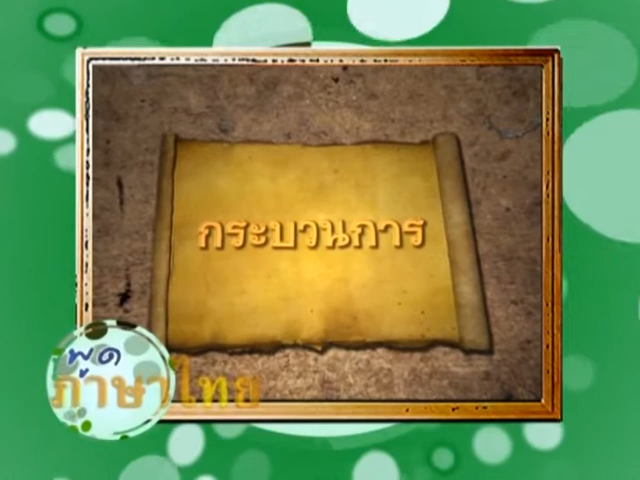 กระบวนการ
พูด
ภาษาไทย